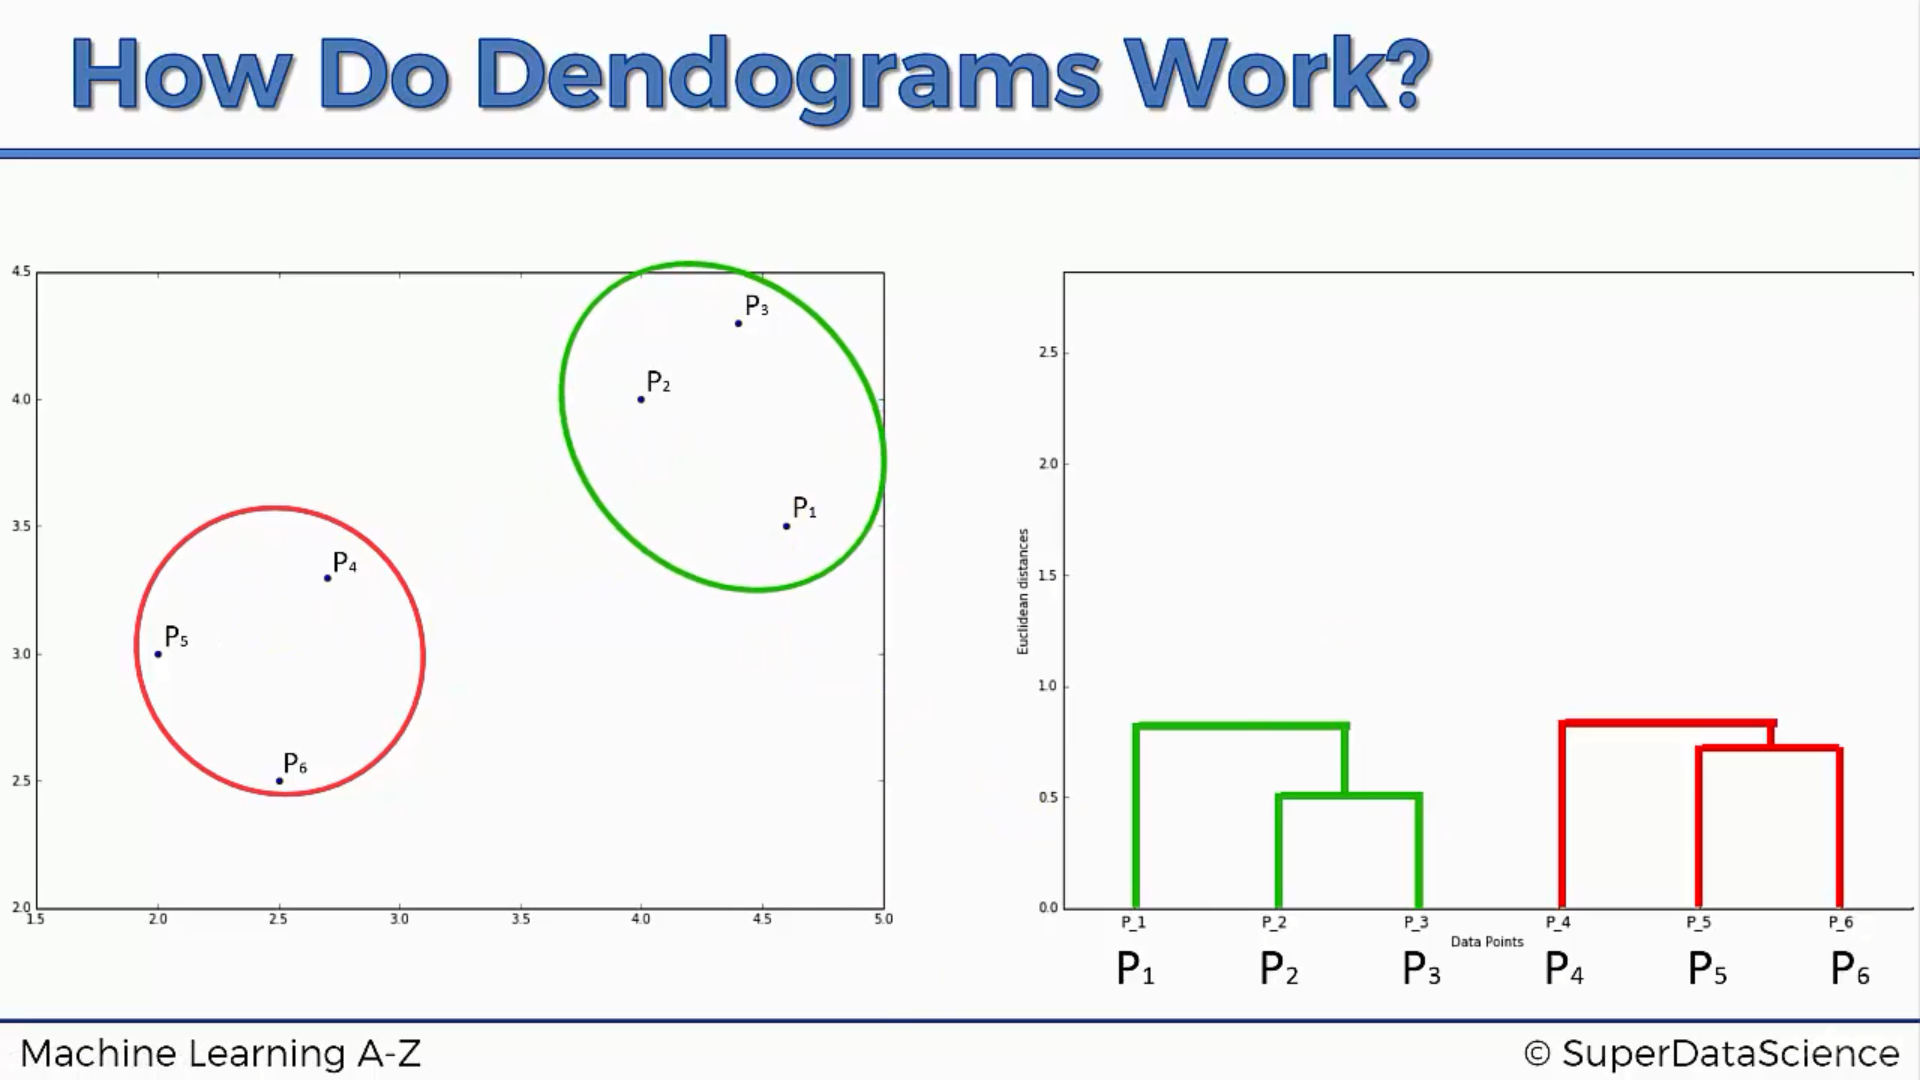 How Do Dendograms Work?
4.5
4.0
3.5
3.0
2.5
2.0
1.5 2.0 2.5 3.0 3.5 4.0 4.5 5.0
P3
P2
P1
P4
P5
P6
Euclidean distances
2.5
2.0
1.5
1.0
0.5
0.0
P_1 P_2 P_3 P_4 P_5 P_6
Data Points
P1 P2 P3 P4 P5 P6
Machine Learning A-Z
© SuperDataScience